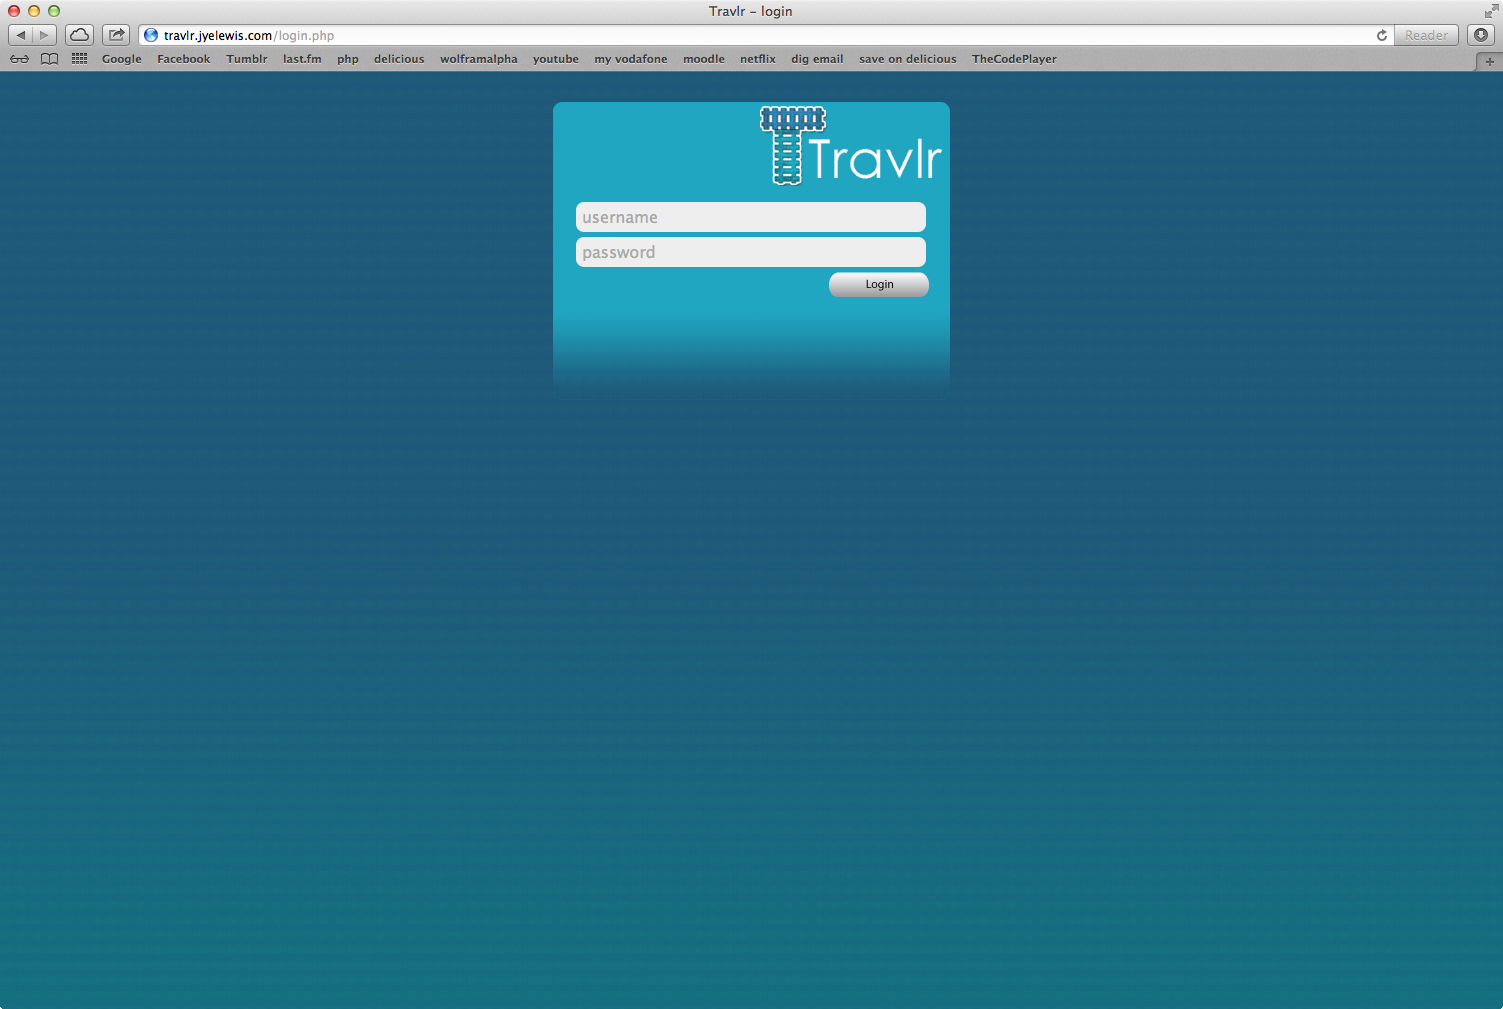 Travlr – login
travlr.jyelewis.com/login.php
Reader
Google Facebook Tumblr last.fm php delicious wolframalpha youtube my vodafone moodle netflix dig email save on delicious TheCodePlayer
Travlr
username
password
Login